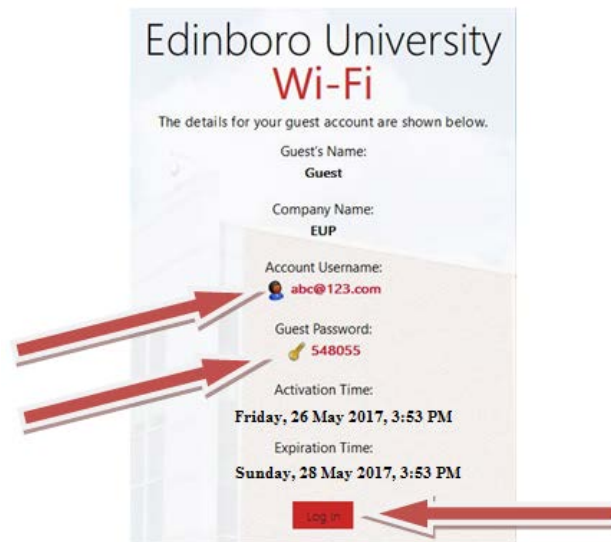 Edinboro University
Wi-Fi
The details for your guest account are shown below.
Guest's Name:
Guest
Company Name:
EUP
Account Username:
abc@123.com
Guest Password:
548055
Activation Time:
Friday, 26 May 2017, 3:53 PM
Expiration Time:
Sunday, 28 May 2017, 3:53 PM
Log in